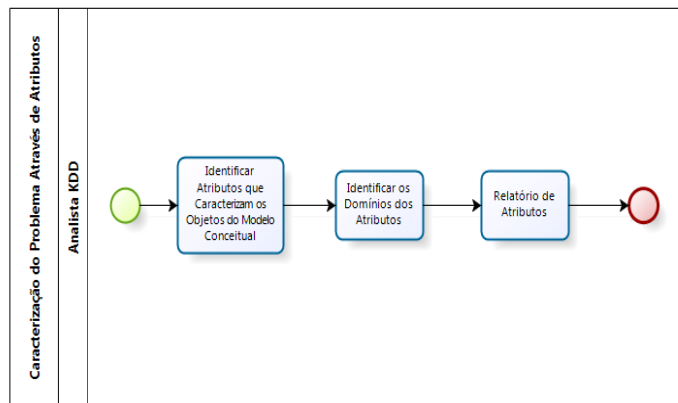 Caracterização do Problema Através de Atributos
Analista KDD
Identificar
Atributos que
Caracterizam os
Objetos do Modelo
Conceitual
Identificar os
Domínios dos
Atributos
Relatório de
Atributos